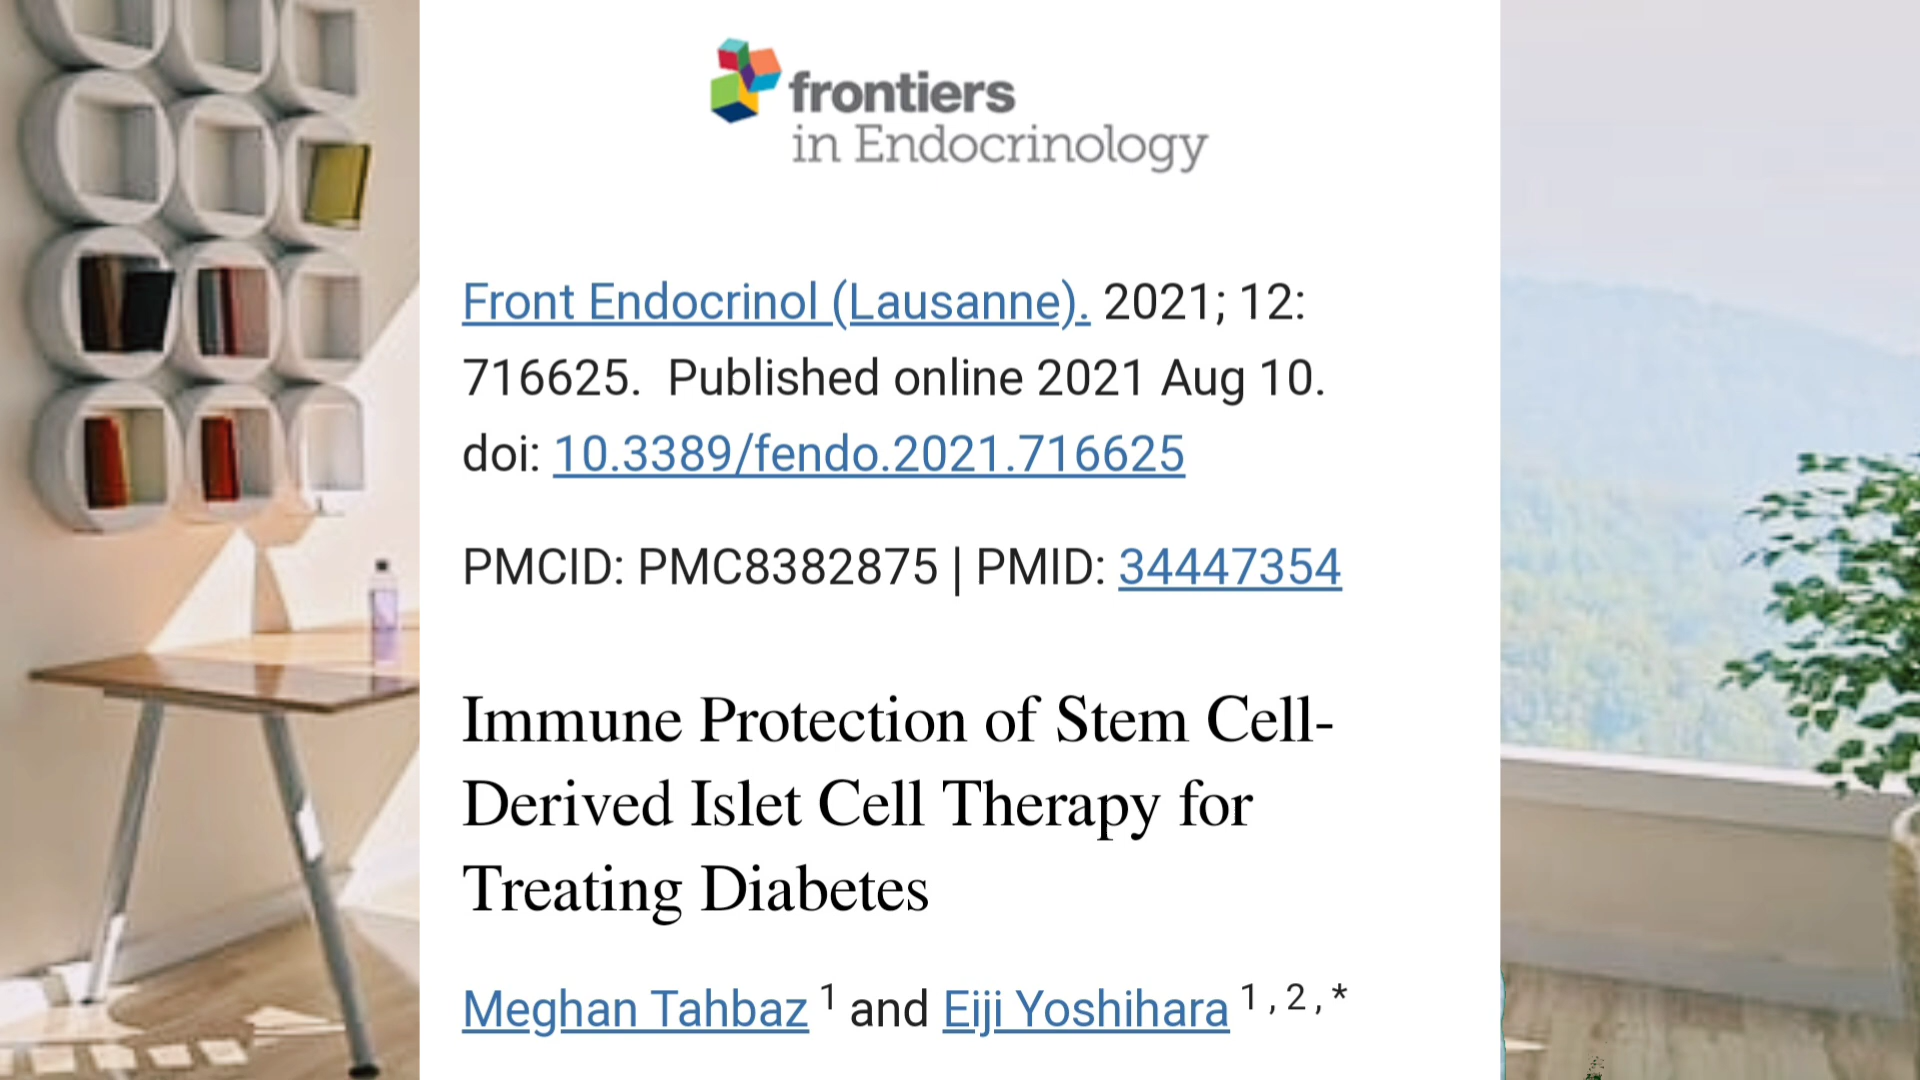 frontiers
in Endocrinology
Front Endocrinol (Lausanne). 2021; 12:
716625. Published online 2021 Aug 10.
doi: 10.3389/fendo.2021.716625
PMCID: PMC8382875 | PMID: 34447354
Immune Protection of Stem Cell-
Derived Islet Cell Therapy for
Treating Diabetes
Meghan Tahbaz 1 and Eiji Yoshihara 1 , 2 , *